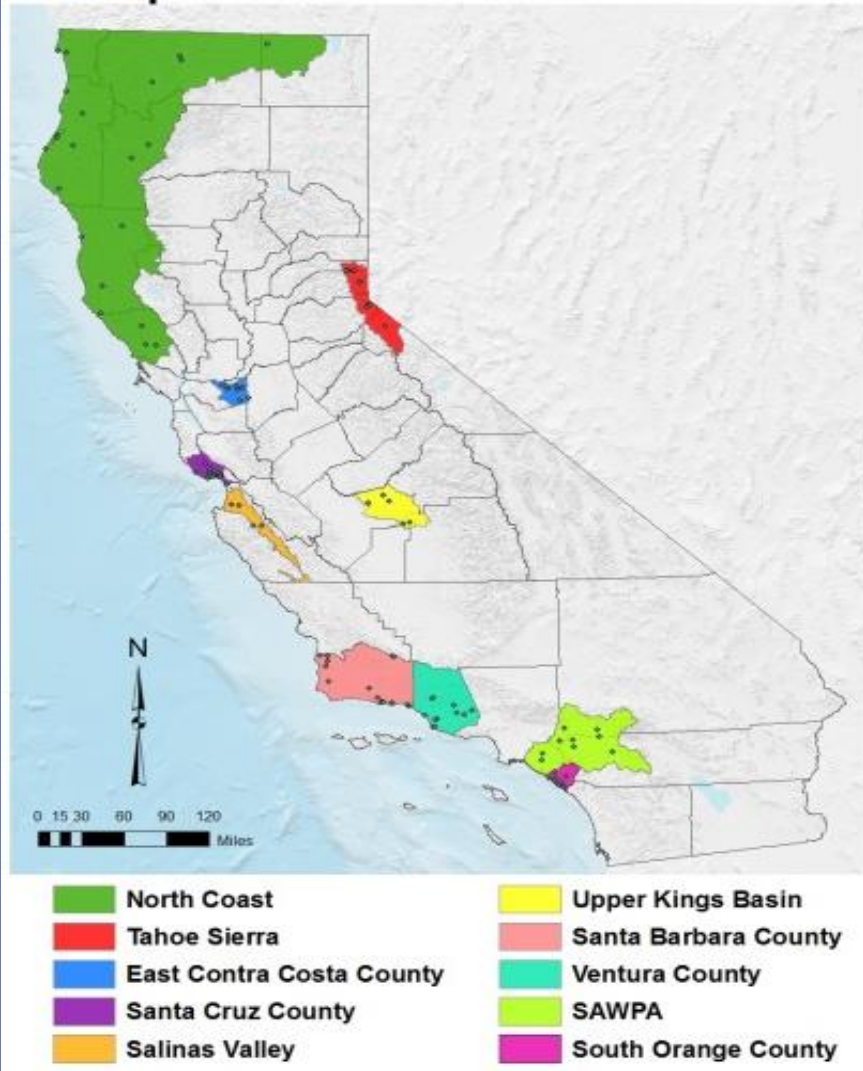 N
0 15 30 60 90 120
Miles
North Coast
Tahoe Sierra
East Contra Costa County
Santa Cruz County
Salinas Valley
Upper Kings Basin
Santa Barbara County
Ventura County
SAWPA
South Orange County